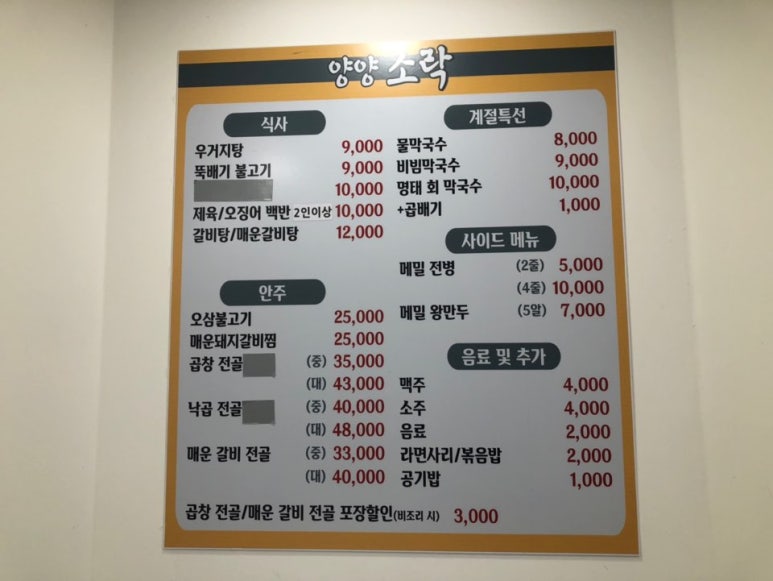 양양 소락
식사
우거지탕 9,000
뚝배기 불고기 9,000
10,000
제육/오징어 백반 2인이상 10,000
갈비탕/매운갈비탕 12,000
안주
오삼불고기 25,000
매운돼지갈비찜 25,000
곱창 전골 (중) 35,000
(대) 43,000
낙곱 전골 (중) 40,000
(대) 48,000
매운 갈비 전골 (중) 33,000
(대) 40,000
계절특선
물막국수 8,000
비빔막국수 9,000
명태 회 막국수 10,000
+곱배기 1,000
사이드 메뉴
메밀 전병 (2줄) 5,000
(4줄) 10,000
메밀 왕만두 (5알) 7,000
음료 및 추가
맥주 4,000
소주 4,000
음료 2,000
라면사리/볶음밥 2,000
공기밥 1,000
곱창 전골/매운 갈비 전골 포장할인(비조리 시) 3,000